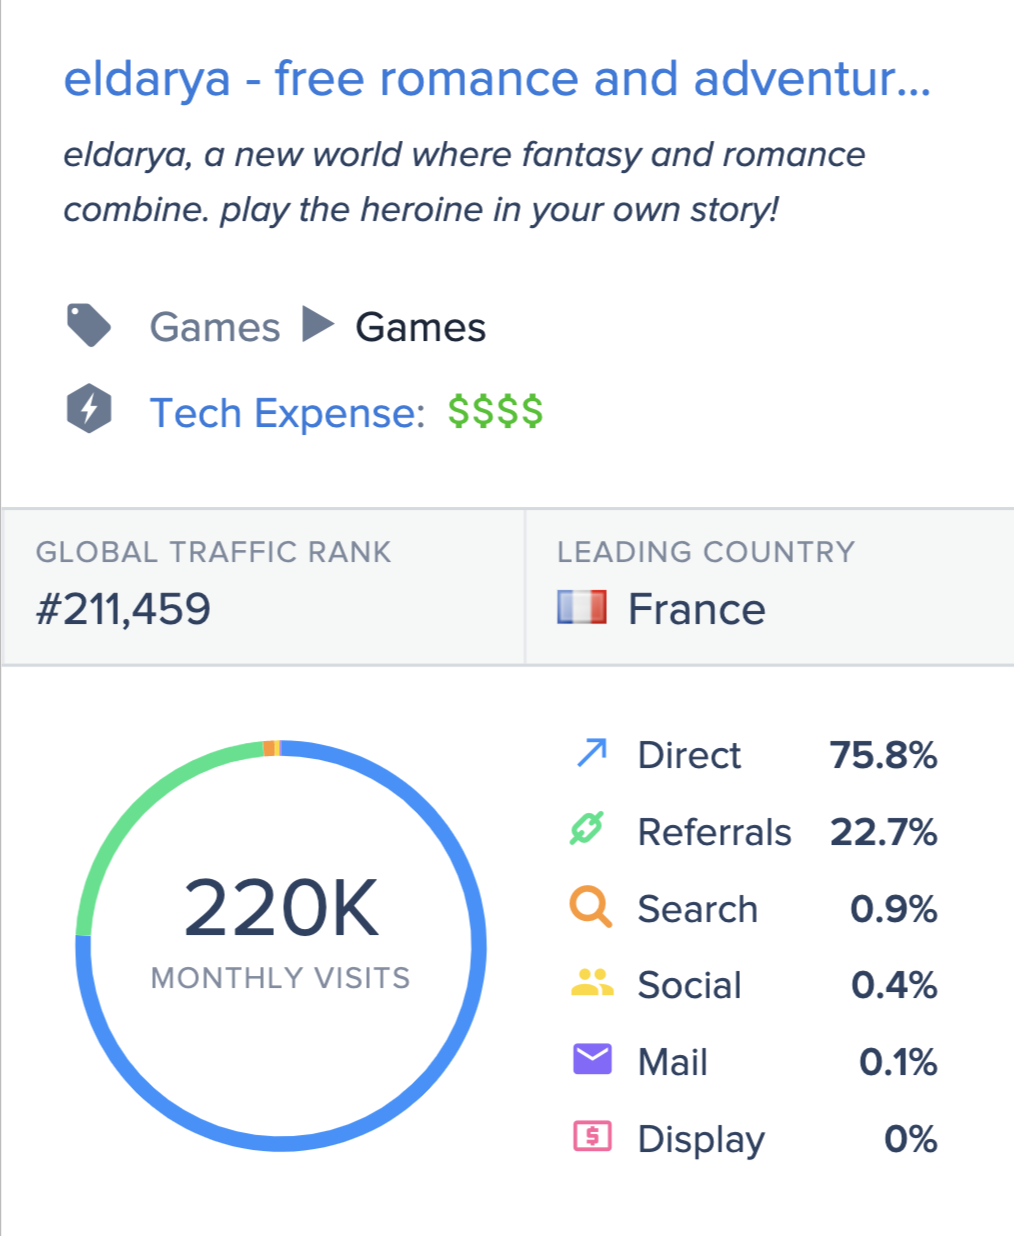 eldarya - free romance and adventur...
eldarya, a new world where fantasy and romance
combine. play the heroine in your own story!
Games ▶ Games
Tech Expense: $$$$
GLOBAL TRAFFIC RANK
#211,459
LEADING COUNTRY
France
220K
MONTHLY VISITS
Direct 75.8%
Referrals 22.7%
Search 0.9%
Social 0.4%
Mail 0.1%
Display 0%